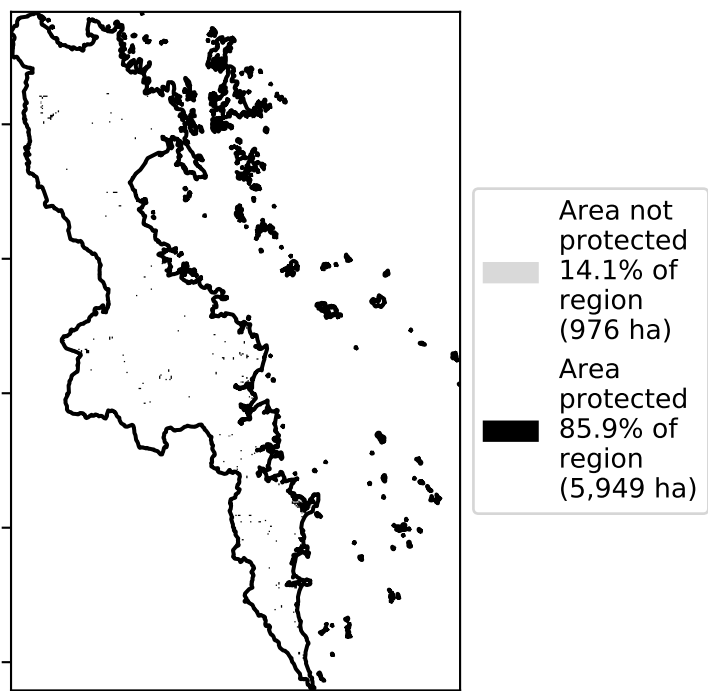 Area not
protected
14.1% of
region
(976 ha)
Area
protected
85.9% of
region
(5,949 ha)